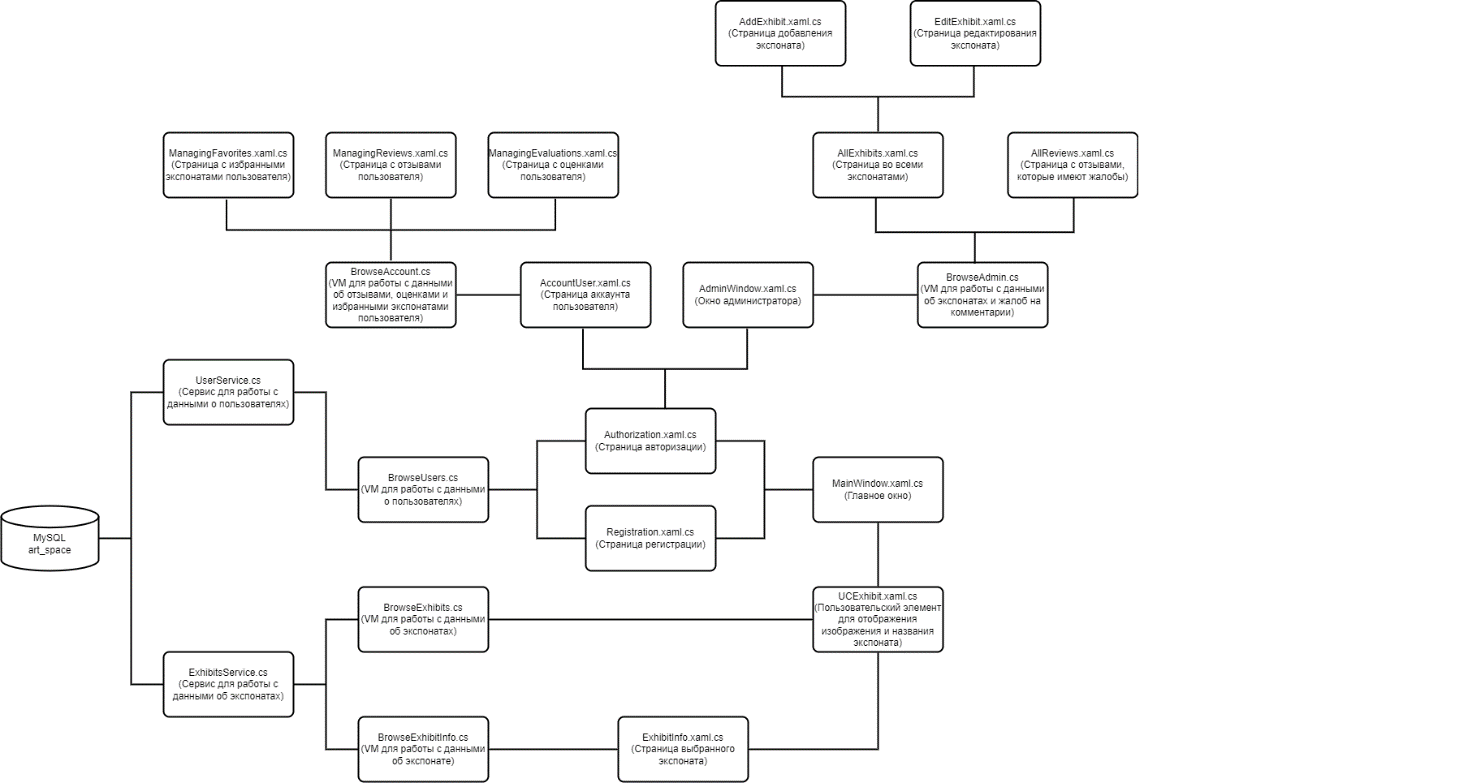 AddExhibit.xaml.cs
(Страница добавления
экспоната)
EditExhibit.xaml.cs
(Страница редактирования
экспоната)
ManagingFavorites.xaml.cs
(Страница с избранными
экспонатами пользователя)
ManagingReviews.xaml.cs
(Страница с отзывами
пользователя)
ManagingEvaluations.xaml.cs
(Страница с оценками
пользователя)
AllExhibits.xaml.cs
(Страница во всеми
экспонатами)
AllReviews.xaml.cs
(Страница с отзывами,
которые имеют жалобы)
BrowseAccount.cs
(VM для работы с данными
об отзывами, оценками и
избранными экспонатами
пользователя)
AccountUser.xaml.cs
(Страница аккаунта
пользователя)
AdminWindow.xaml.cs
(Окно администратора)
BrowseAdmin.cs
(VM для работы с данными
об экспонатах и жалоб на
комментарии)
UserService.cs
(Сервис для работы с
данными о пользователях)
Authorization.xaml.cs
(Страница авторизации)
BrowseUsers.cs
(VM для работы с данными
о пользователях)
MainWindow.xaml.cs
(Главное окно)
MySQL
art_space
Registration.xaml.cs
(Страница регистрации)
BrowseExhibits.cs
(VM для работы с данными
об экспонатах)
UCExhibit.xaml.cs
(Пользовательский элемент
для отображения
изображения и названия
экспоната)
ExhibitsService.cs
(Сервис для работы с
данными об экспонатах)
BrowseExhibitInfo.cs
(VM для работы с данными
об экспонате)
ExhibitInfo.xaml.cs
(Страница выбранного
экспоната)